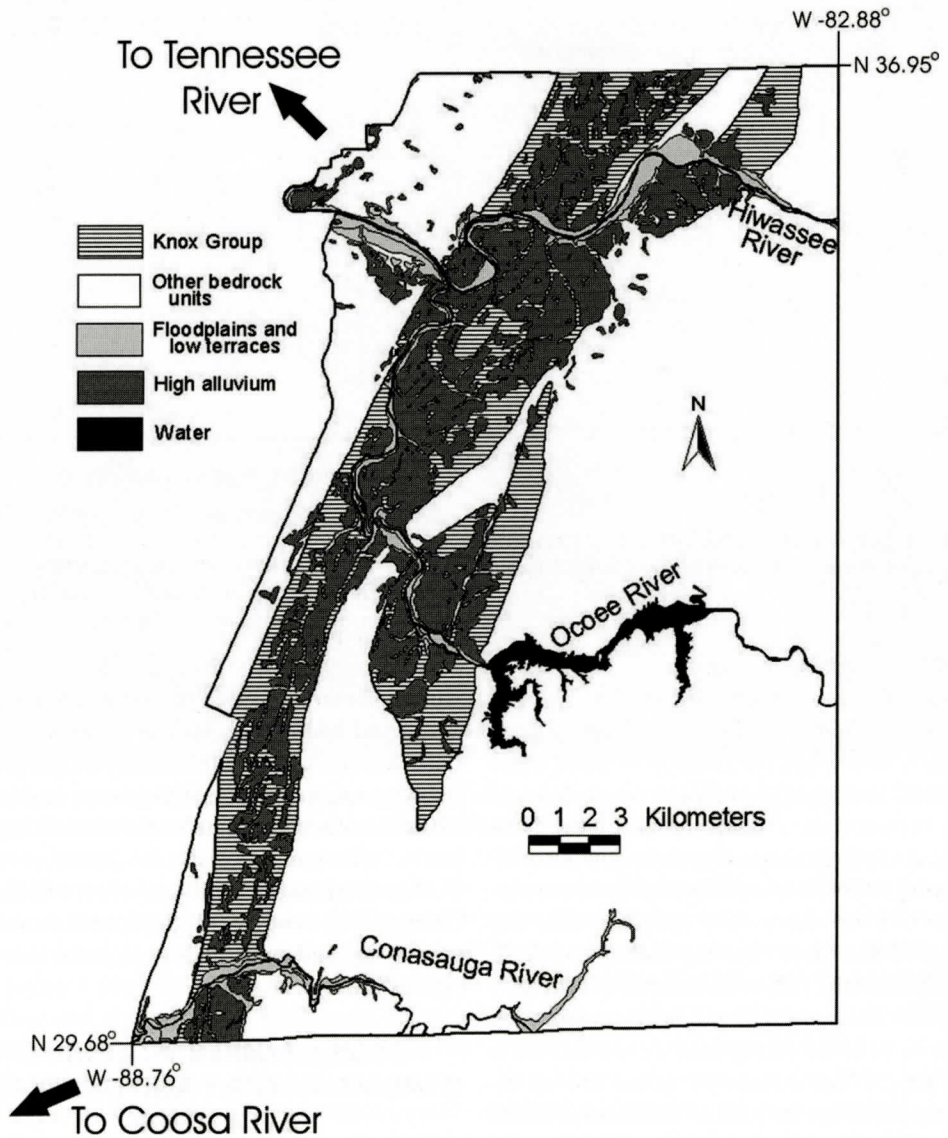 W -82.88°
N 36.95°
To Tennessee
River
Hiwassee
River
Knox Group
Other bedrock
units
Floodplains and
low terraces
High alluvium
Water
N
Ocoee River
0 1 2 3 Kilometers
Conasauga River
N 29.68°
W -88.76°
To Coosa River